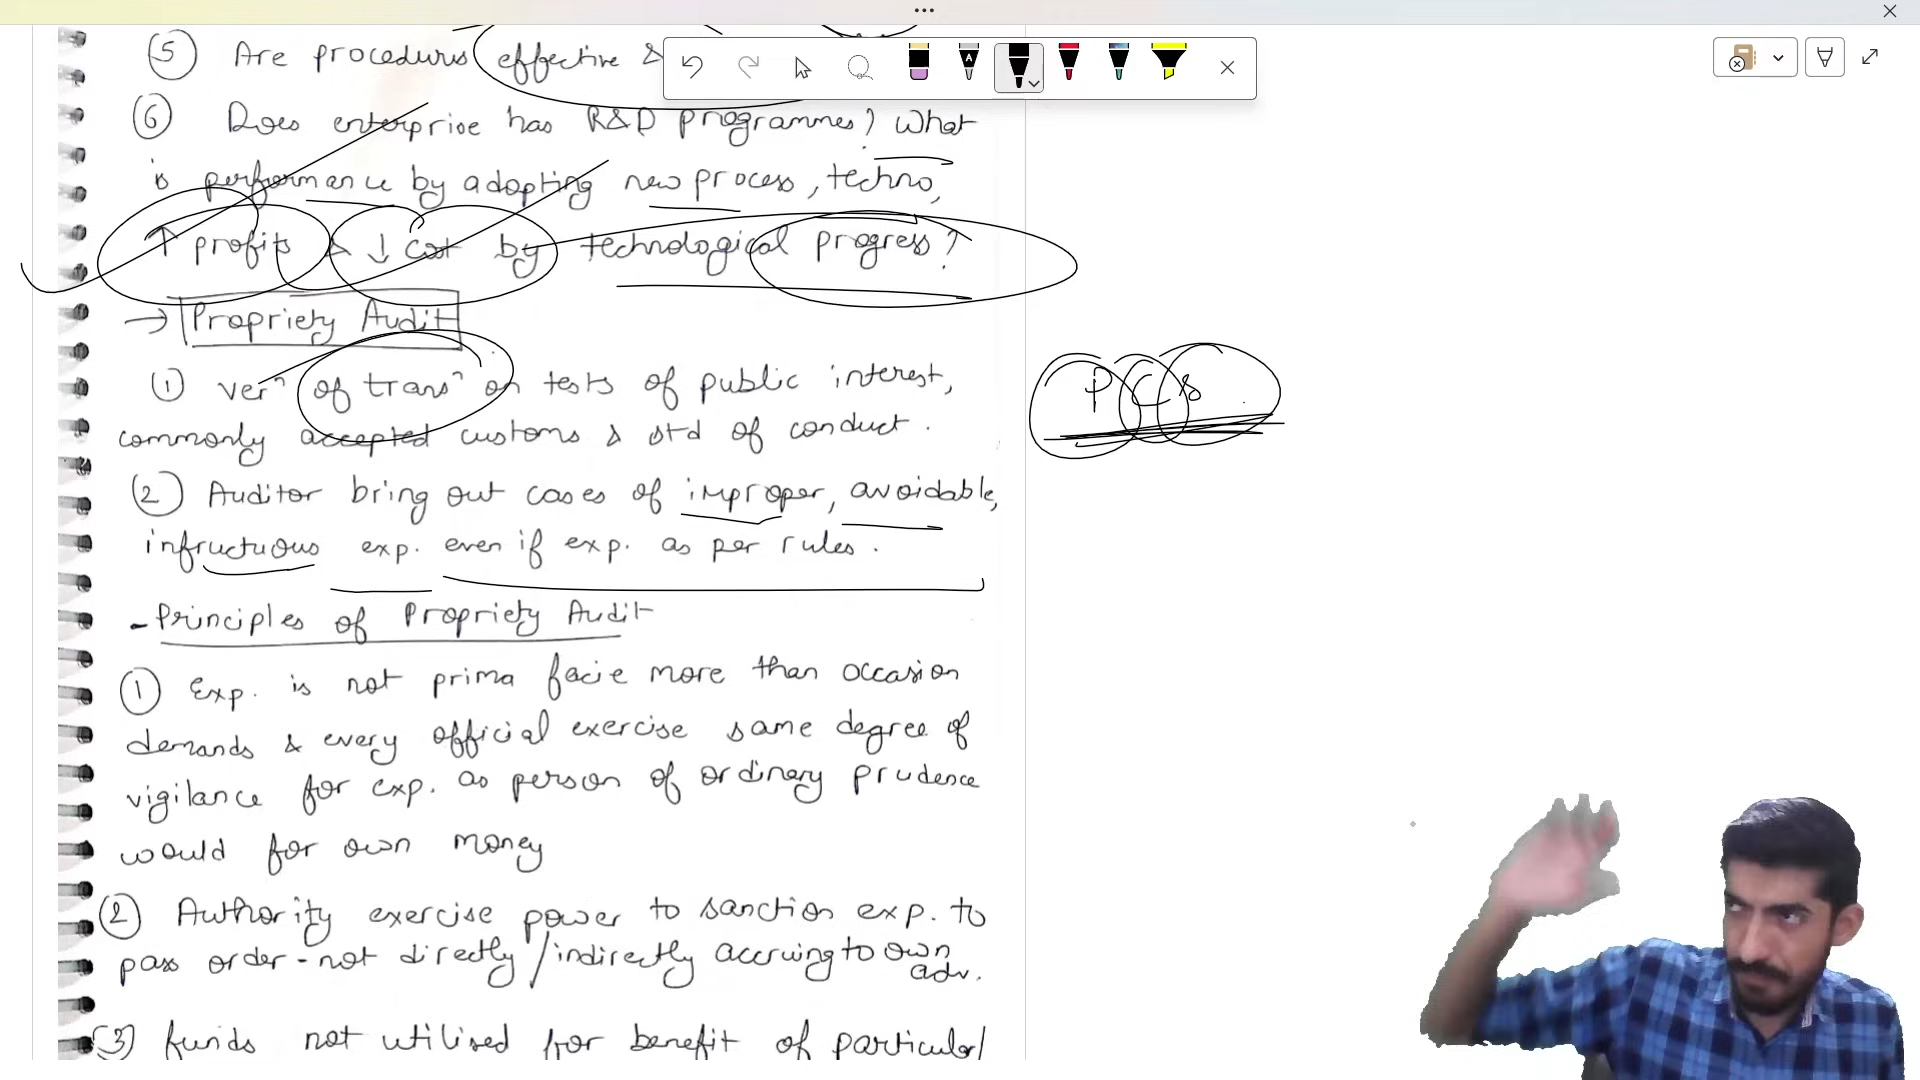 ⑤ Are procedures effective &
⑥ Does enterprise has R&D programmes? What
is performance by adopting new process, techno,
↑ profits & ↓ cost by technological progress?
→ Propriety Audit
① verⁿ of transⁿ on tests of public interest,
commonly accepted customs & std of conduct.
P C S
② Auditor bring out cases of improper, avoidable,
infructuous exp. even if exp. as per rules.
- Principles of Propriety Audit
① Exp. is not prima facie more than occasion
demands & every official exercise same degree of
vigilance for exp. as person of ordinary prudence
would for own money
② Authority exercise power to sanction exp. to
pass order - not directly / indirectly accruing to own
adv.
(3) funds not utilised for benefit of particular/